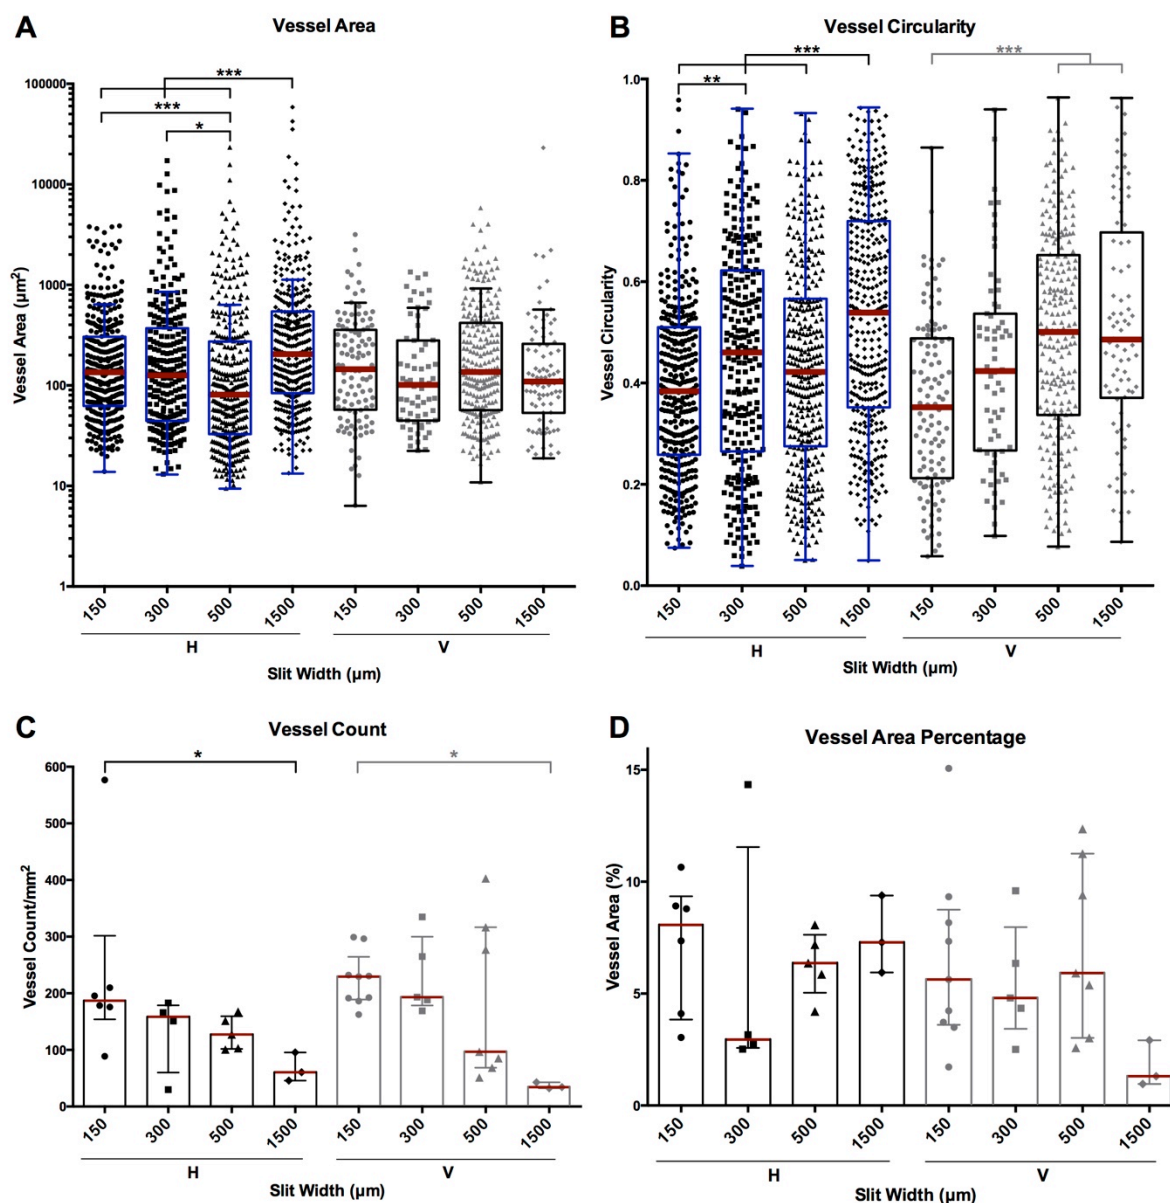 A
Vessel Area
***
***
*
100000
10000
1000
100
10
1
Vessel Area (µm²)
150 300 500 1500 150 300 500 1500
H V
Slit Width (µm)
B
Vessel Circularity
***
***
**
1.0
0.8
0.6
0.4
0.2
0.0
Vessel Circularity
150 300 500 1500 150 300 500 1500
H V
Slit Width (µm)
C
Vessel Count
* *
600
500
400
300
200
100
0
Vessel Count/mm²
150 300 500 1500 150 300 500 1500
H V
Slit Width (µm)
D
Vessel Area Percentage
15
10
5
0
Vessel Area (%)
150 300 500 1500 150 300 500 1500
H V
Slit Width (µm)